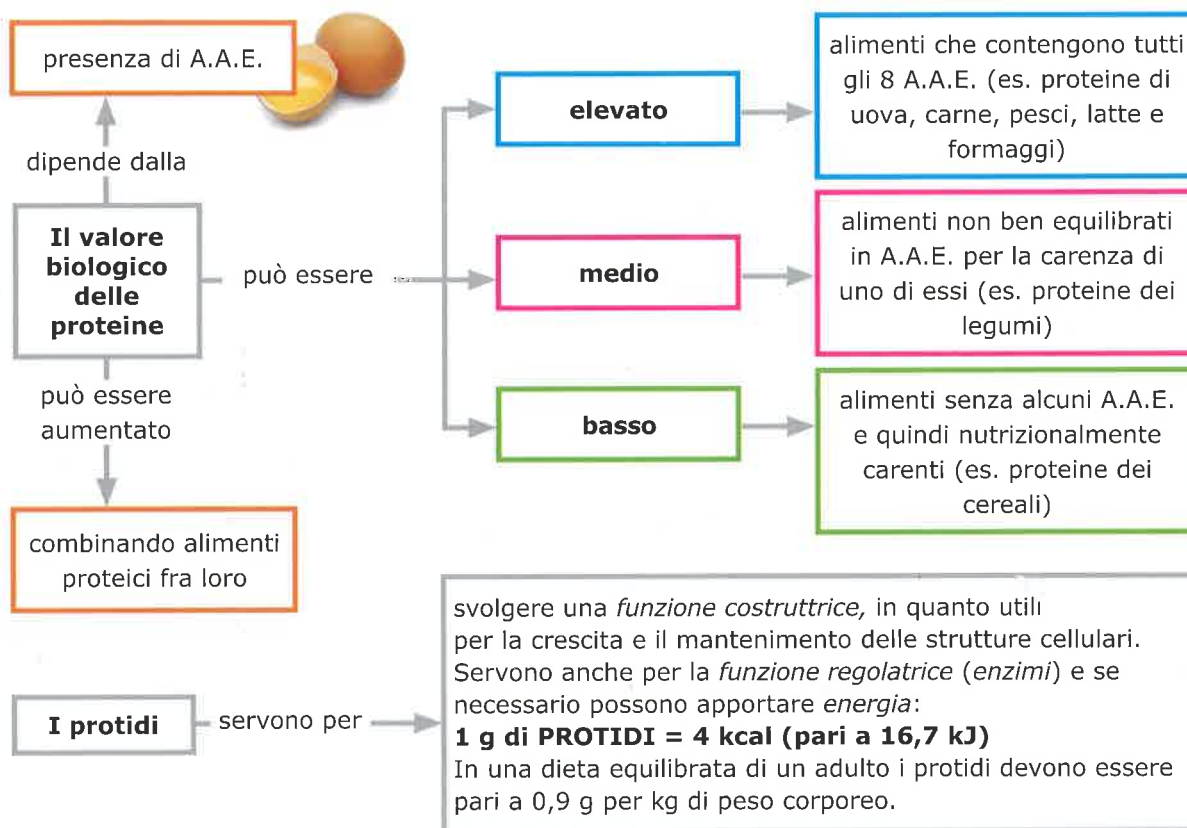 presenza di A.A.E.
dipende dalla
Il valore
biologico
delle
proteine
può essere
elevato
alimenti che contengono tutti
gli 8 A.A.E. (es. proteine di
uova, carne, pesci, latte e
formaggi)
medio
alimenti non ben equilibrati
in A.A.E. per la carenza di
uno di essi (es. proteine dei
legumi)
basso
alimenti senza alcuni A.A.E.
e quindi nutrizionalmente
carenti (es. proteine dei
cereali)
può essere
aumentato
combinando alimenti
proteici fra loro
I protidi
servono per
svolgere una funzione costruttrice, in quanto utili
per la crescita e il mantenimento delle strutture cellulari.
Servono anche per la funzione regolatrice (enzimi) e se
necessario possono apportare energia:
1 g di PROTIDI = 4 kcal (pari a 16,7 kJ)
In una dieta equilibrata di un adulto i protidi devono essere
pari a 0,9 g per kg di peso corporeo.